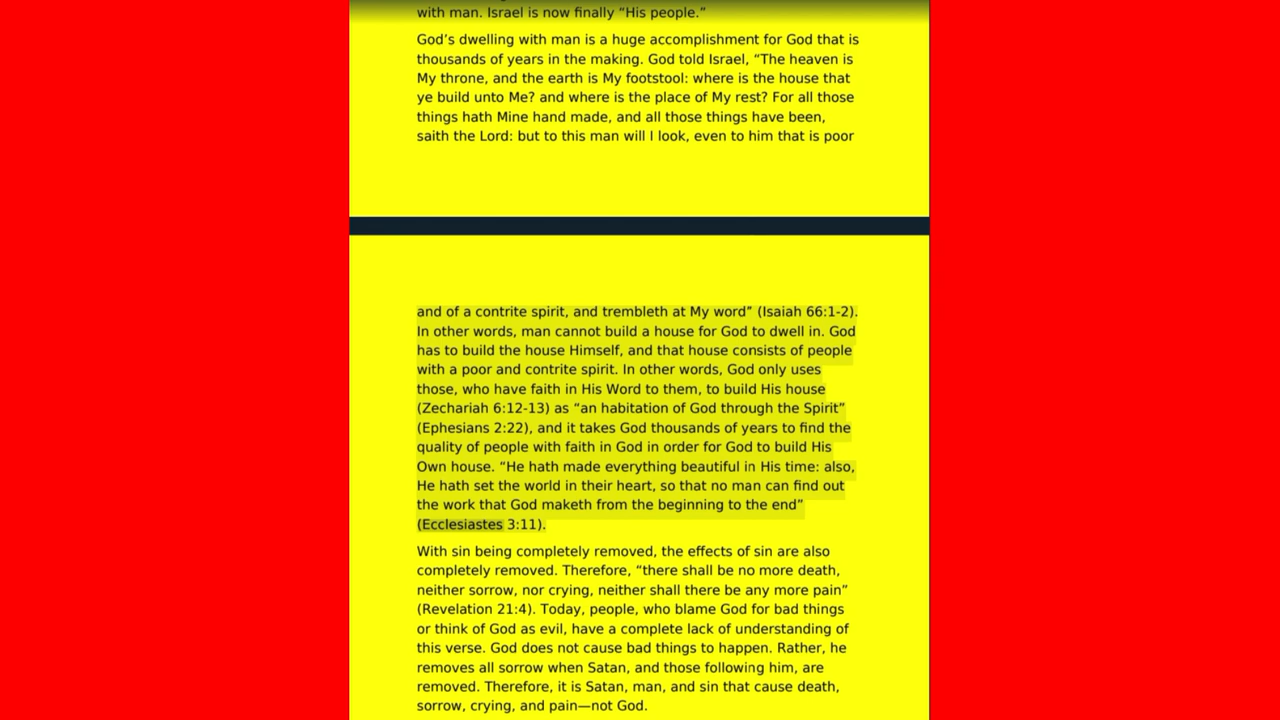 with man. Israel is now finally “His people.”
God’s dwelling with man is a huge accomplishment for God that is
thousands of years in the making. God told Israel, “The heaven is
My throne, and the earth is My footstool: where is the house that
ye build unto Me? and where is the place of My rest? For all those
things hath Mine hand made, and all those things have been,
saith the Lord: but to this man will I look, even to him that is poor
and of a contrite spirit, and trembleth at My word” (Isaiah 66:1-2).
In other words, man cannot build a house for God to dwell in. God
has to build the house Himself, and that house consists of people
with a poor and contrite spirit. In other words, God only uses
those, who have faith in His Word to them, to build His house
(Zechariah 6:12-13) as “an habitation of God through the Spirit”
(Ephesians 2:22), and it takes God thousands of years to find the
quality of people with faith in God in order for God to build His
Own house. “He hath made everything beautiful in His time: also,
He hath set the world in their heart, so that no man can find out
the work that God maketh from the beginning to the end”
(Ecclesiastes 3:11).
With sin being completely removed, the effects of sin are also
completely removed. Therefore, “there shall be no more death,
neither sorrow, nor crying, neither shall there be any more pain”
(Revelation 21:4). Today, people, who blame God for bad things
or think of God as evil, have a complete lack of understanding of
this verse. God does not cause bad things to happen. Rather, he
removes all sorrow when Satan, and those following him, are
removed. Therefore, it is Satan, man, and sin that cause death,
sorrow, crying, and pain—not God.